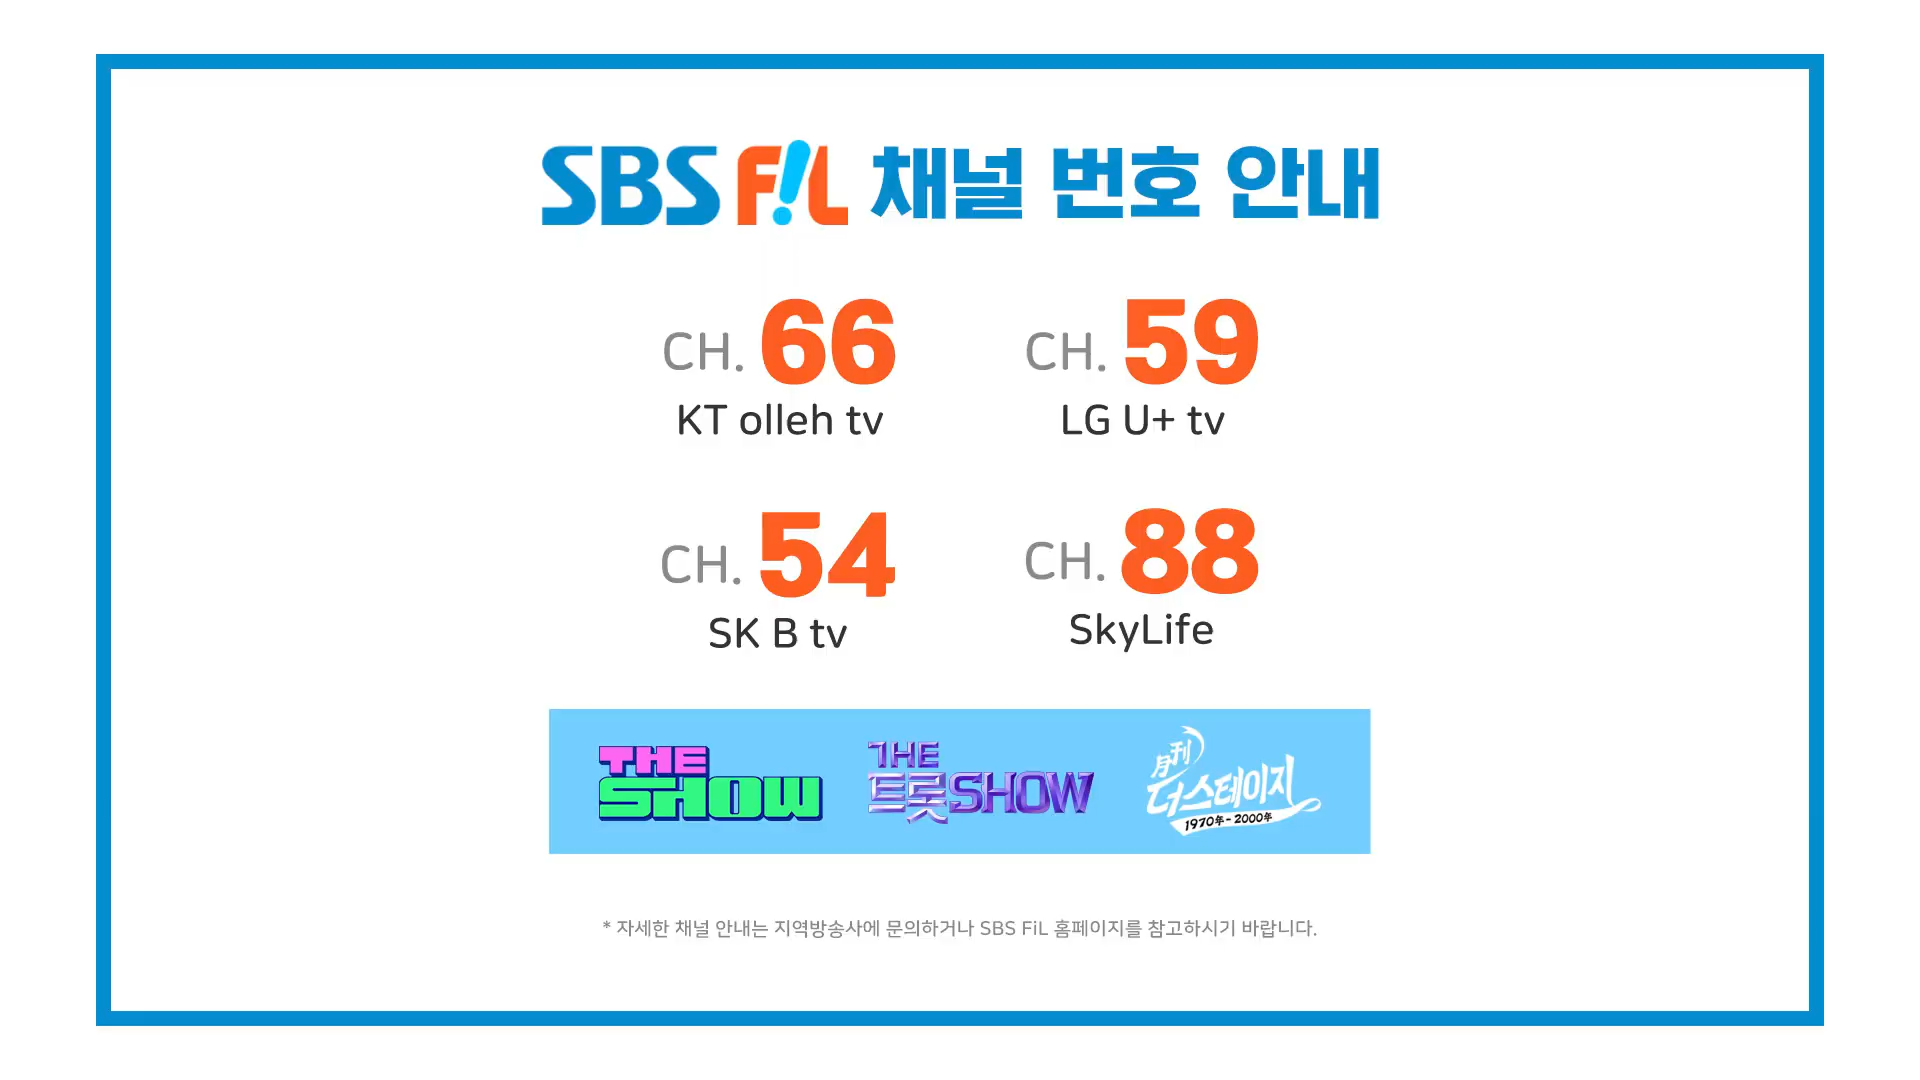 SBS F!L 채널 번호 안내
CH. 66
KT olleh tv
CH. 59
LG U+ tv
CH. 54
SK B tv
CH. 88
SkyLife
THE
SHOW
THE
트롯SHOW
月刊
더스테이지
1970年-2000年
* 자세한 채널 안내는 지역방송사에 문의하거나 SBS FiL 홈페이지를 참고하시기 바랍니다.